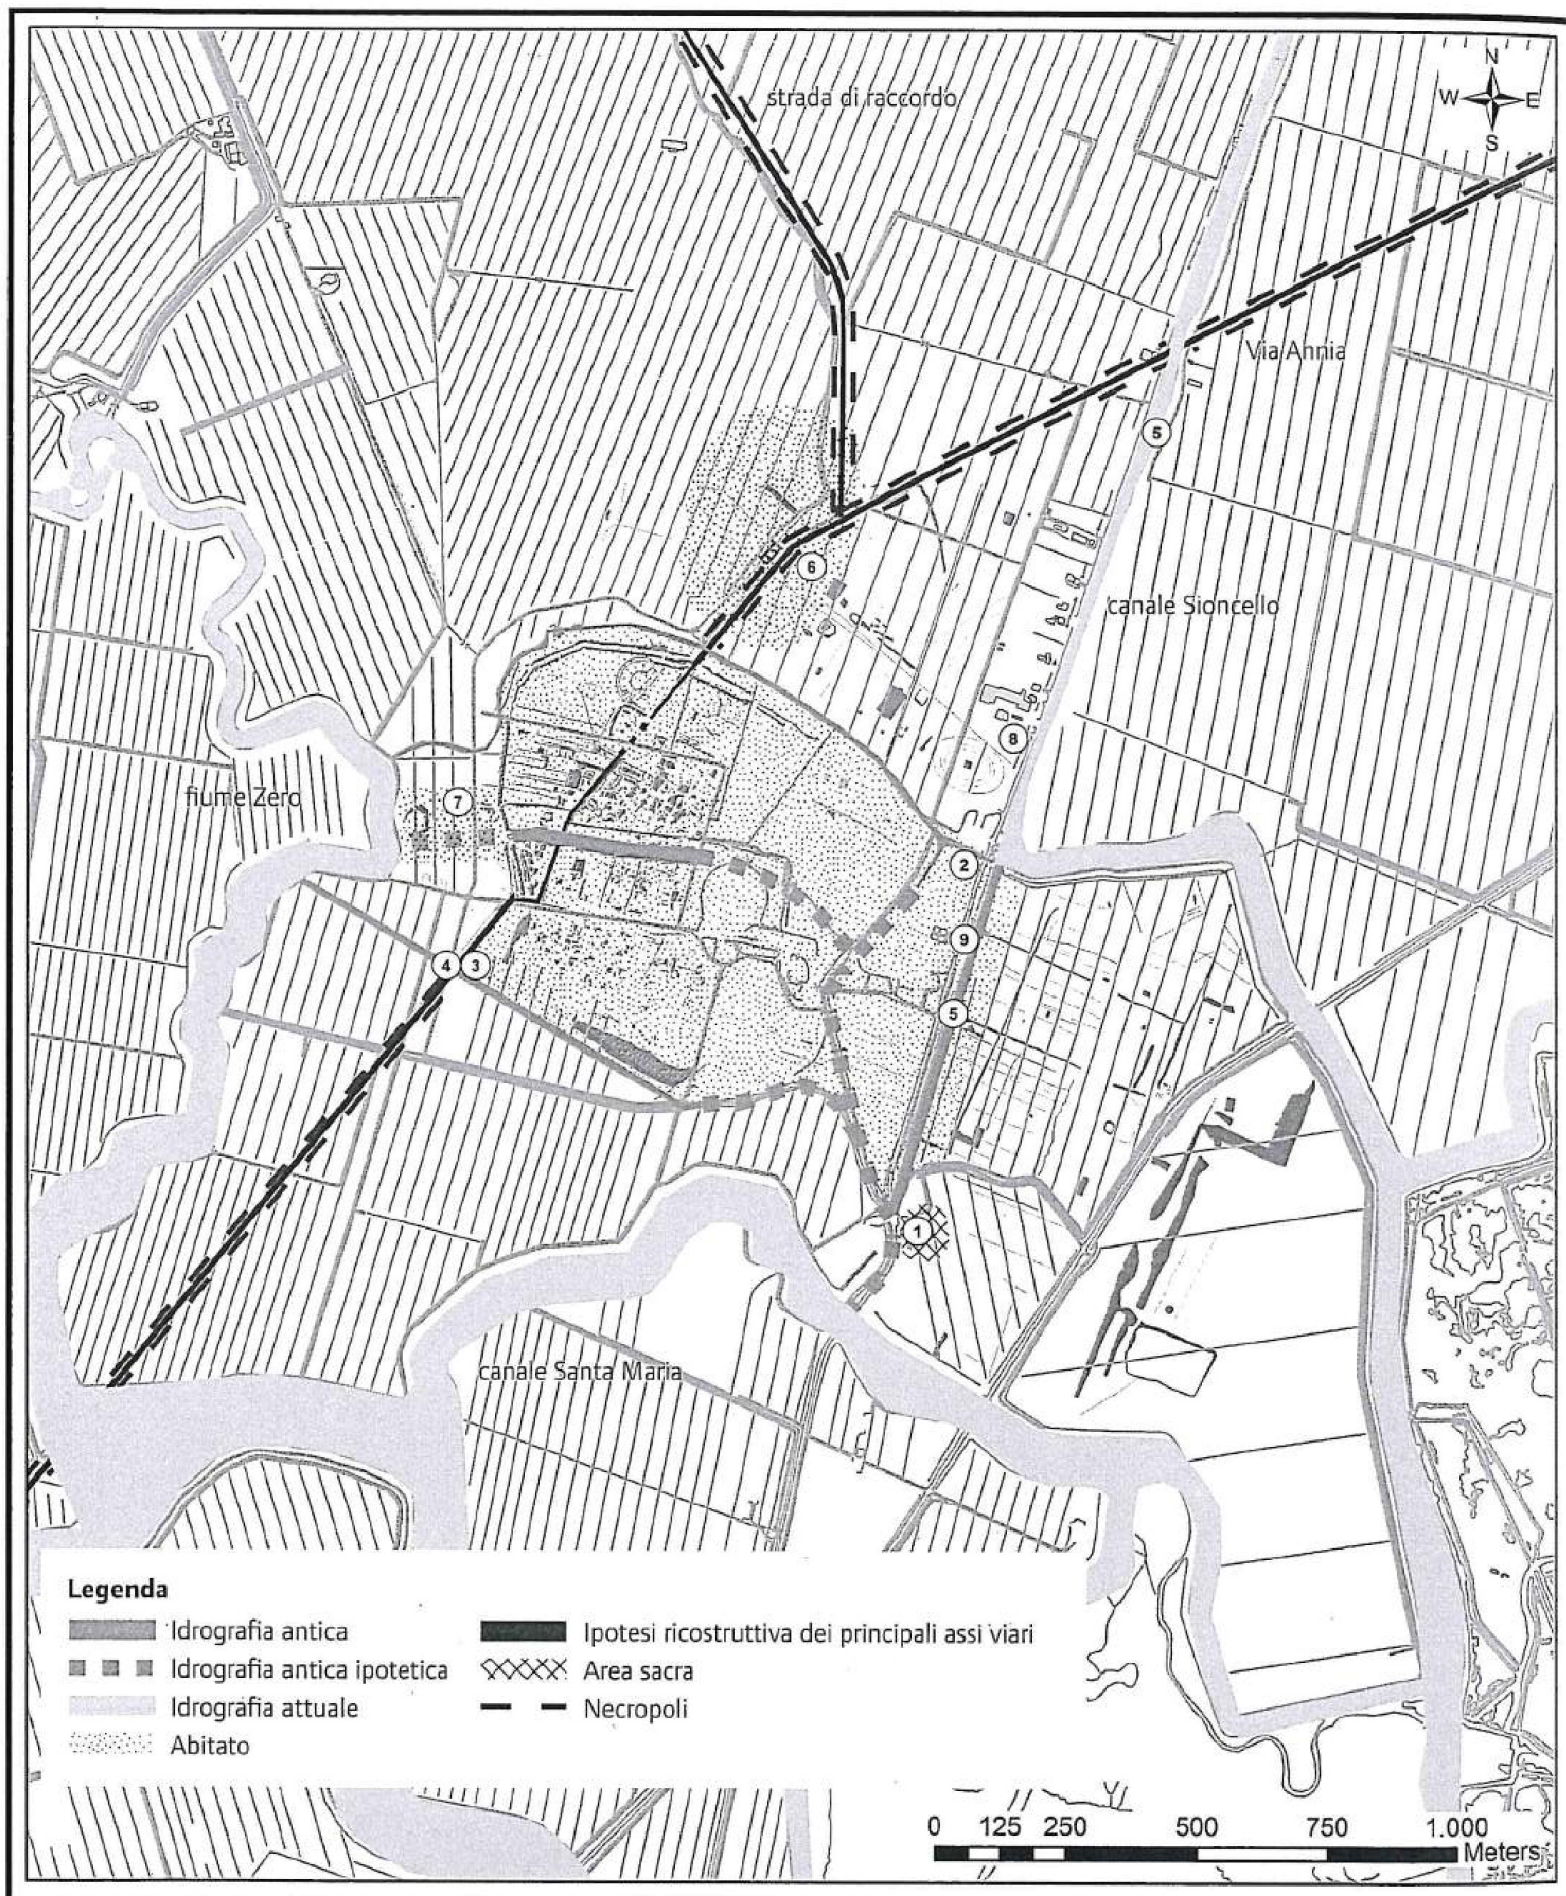 N
W E
S
strada di raccordo
Via Annia
5
6
canale Sioncello
8
fiume Zero
7
2
9
4 3
5
1
canale Santa Maria
Legenda
Idrografia antica
Idrografia antica ipotetica
Idrografia attuale
Abitato
Ipotesi ricostruttiva dei principali assi viari
Area sacra
Necropoli
0 125 250 500 750 1.000
Meters